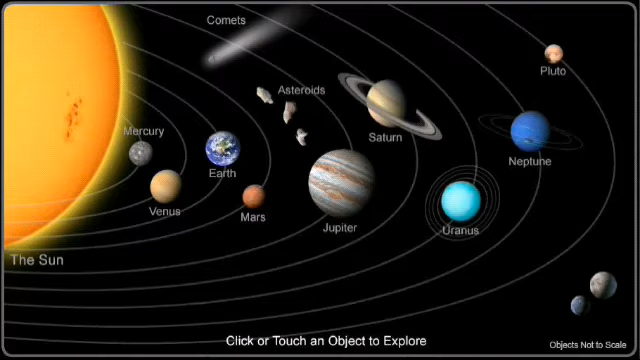 Comets
Pluto
Asteroids
Saturn
Mercury
Neptune
Earth
Venus
Mars
Jupiter
Uranus
The Sun
Click or Touch an Object to Explore
Objects Not to Scale